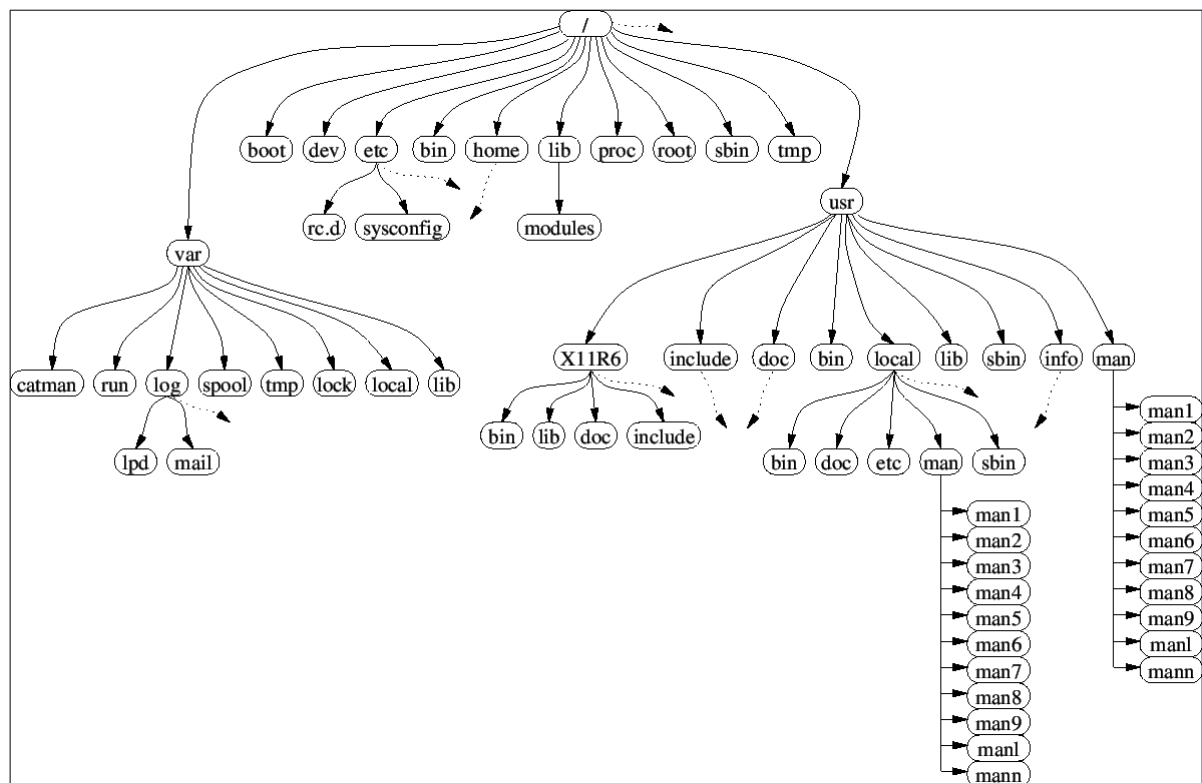 /
boot dev etc bin home lib proc root sbin tmp
usr
rc.d sysconfig modules
var
X11R6 include doc bin local lib sbin info man
catman run log spool tmp lock local lib
man1
bin lib doc include
man2
lpd mail
bin doc etc man sbin
man3
man4
man1 man5
man2 man6
man3 man7
man4 man8
man5 man9
man6 manl
man7 mann
man8
man9
manl
mann